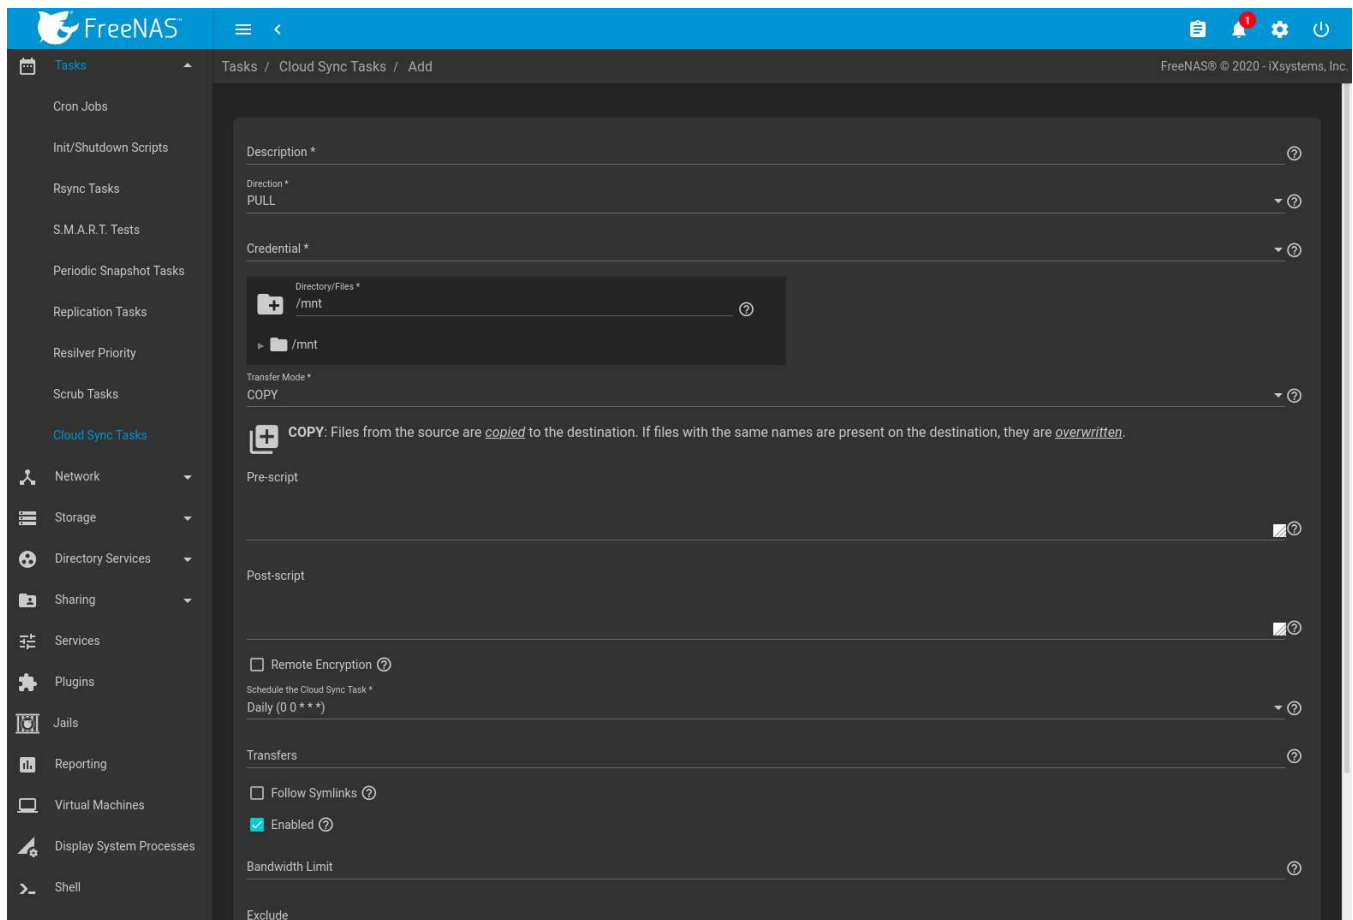 FreeNAS®
1
Tasks
Tasks / Cloud Sync Tasks / Add
FreeNAS® © 2020 - iXsystems, Inc.
Cron Jobs
Init/Shutdown Scripts
Rsync Tasks
S.M.A.R.T. Tests
Periodic Snapshot Tasks
Replication Tasks
Resilver Priority
Scrub Tasks
Cloud Sync Tasks
Network
Storage
Directory Services
Sharing
Services
Plugins
Jails
Reporting
Virtual Machines
Display System Processes
Shell
Description *
Direction *
PULL
Credential *
Directory/Files *
/mnt
/mnt
Transfer Mode *
COPY
COPY: Files from the source are copied to the destination. If files with the same names are present on the destination, they are overwritten.
Pre-script
Post-script
Remote Encryption
Schedule the Cloud Sync Task *
Daily (0 0 * * *)
Transfers
Follow Symlinks
Enabled
Bandwidth Limit
Exclude